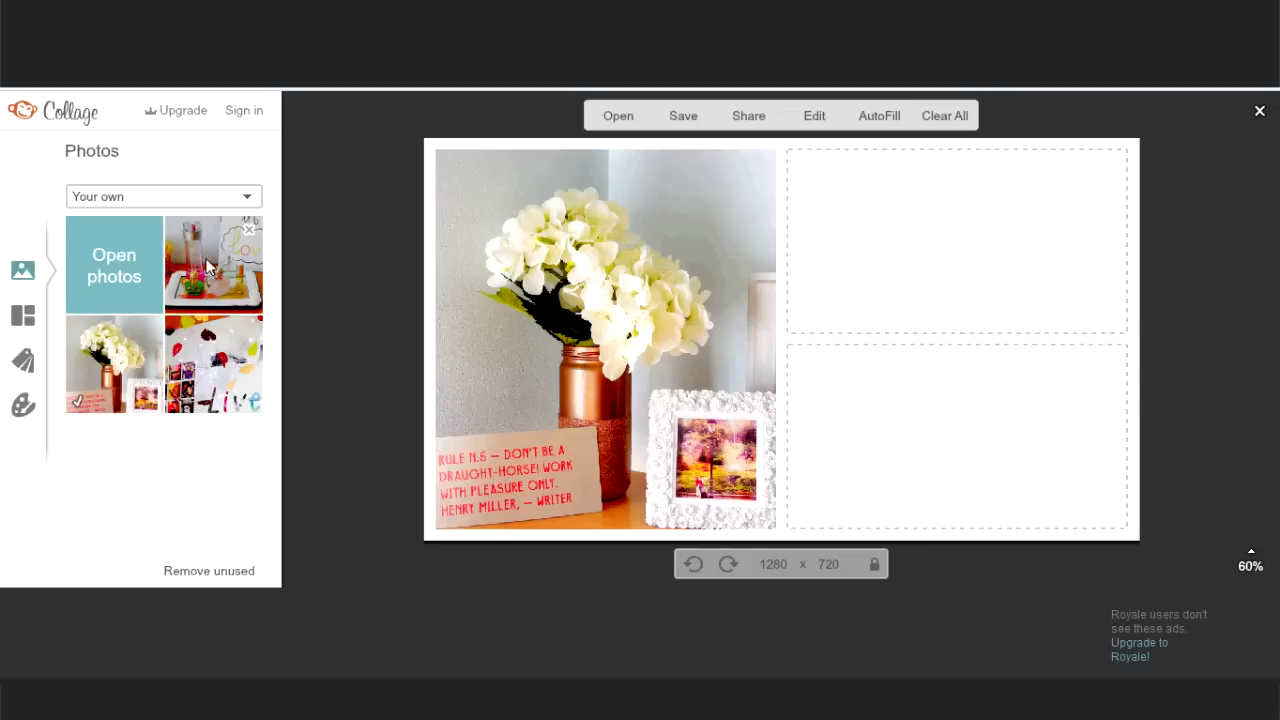 Collage
Upgrade
Sign in
Open
Save
Share
Edit
AutoFill
Clear All
Photos
Your own
Open
photos
RULE N.5 — DON'T BE A
DRAUGHT-HORSE! WORK
WITH PLEASURE ONLY.
HENRY MILLER, — WRITER
Remove unused
1280 x 720
60%
Royale users don't
see these ads.
Upgrade to
Royale!